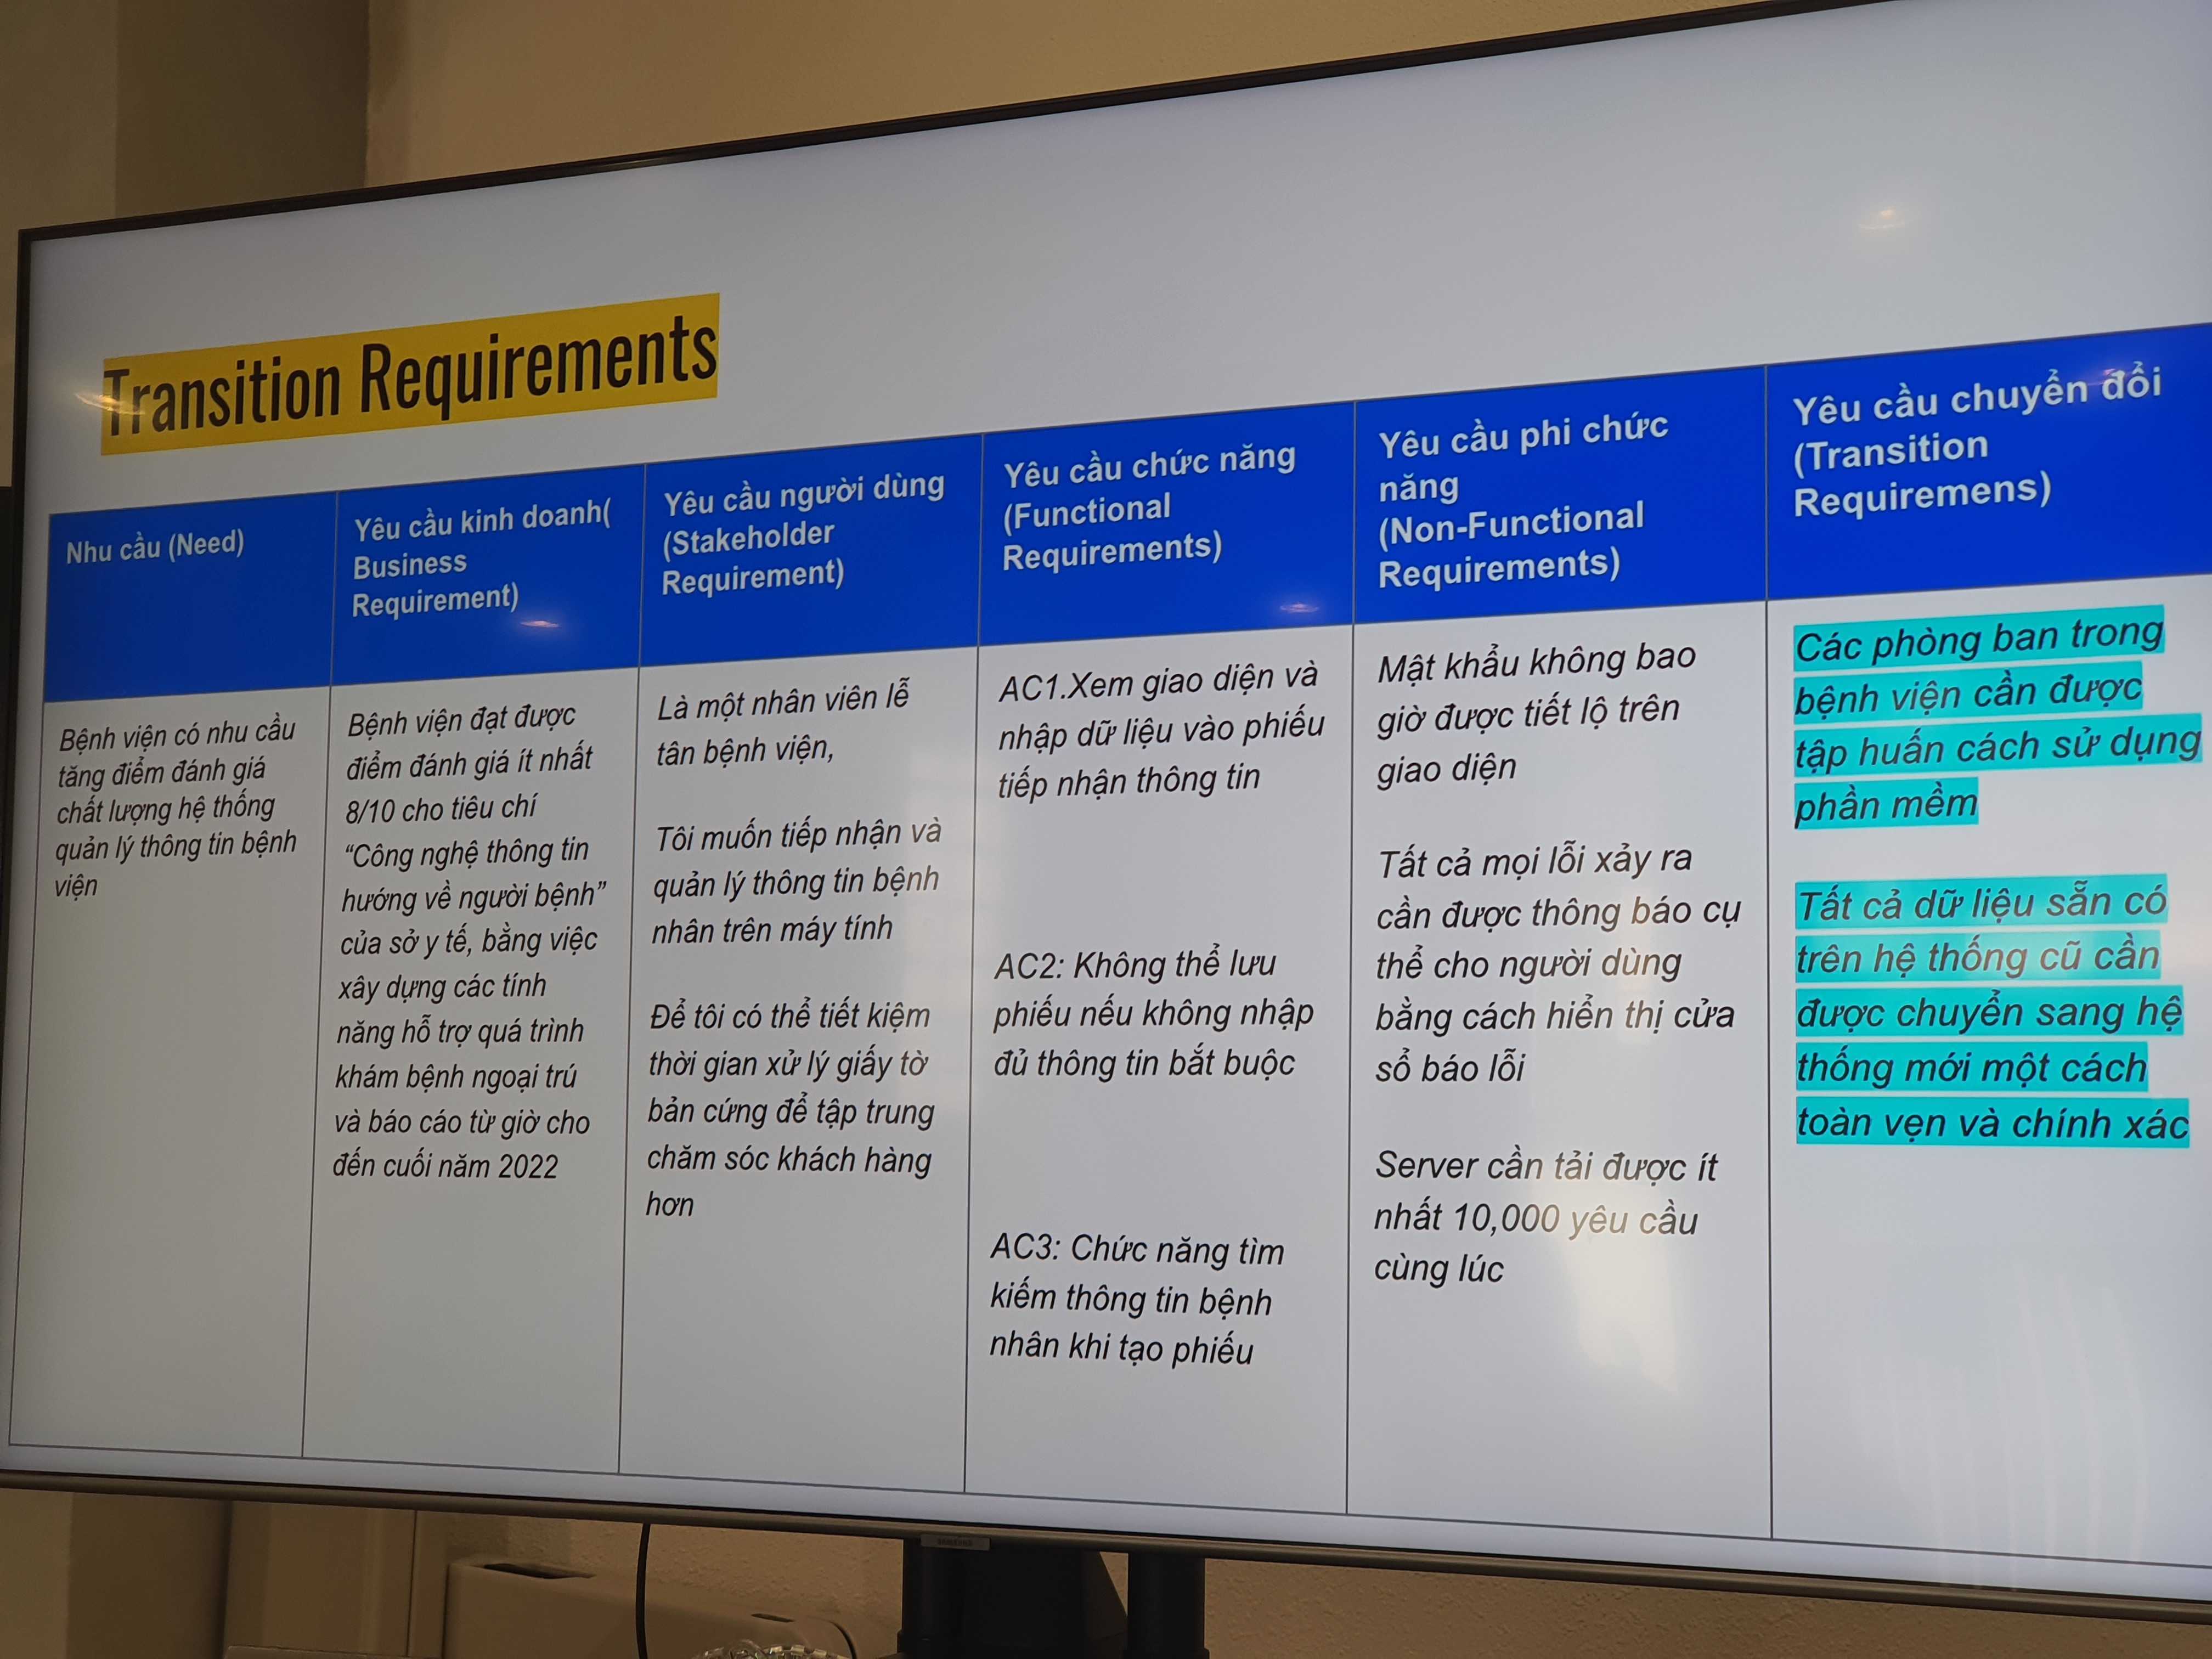 Transition Requirements
Nhu cầu (Need)
Bệnh viện có nhu cầu
tăng điểm đánh giá
chất lượng hệ thống
quản lý thông tin bệnh
viện
Yêu cầu kinh doanh(
Business
Requirement)
Bệnh viện đạt được
điểm đánh giá ít nhất
8/10 cho tiêu chí
“Công nghệ thông tin
hướng về người bệnh”
của sở y tế, bằng việc
xây dựng các tính
năng hỗ trợ quá trình
khám bệnh ngoại trú
và báo cáo từ giờ cho
đến cuối năm 2022
Yêu cầu người dùng
(Stakeholder
Requirement)
Là một nhân viên lễ
tân bệnh viện,
Tôi muốn tiếp nhận và
quản lý thông tin bệnh
nhân trên máy tính
Để tôi có thể tiết kiệm
thời gian xử lý giấy tờ
bản cứng để tập trung
chăm sóc khách hàng
hơn
Yêu cầu chức năng
(Functional
Requirements)
AC1.Xem giao diện và
nhập dữ liệu vào phiếu
tiếp nhận thông tin
AC2: Không thể lưu
phiếu nếu không nhập
đủ thông tin bắt buộc
AC3: Chức năng tìm
kiếm thông tin bệnh
nhân khi tạo phiếu
Yêu cầu phi chức
năng
(Non-Functional
Requirements)
Mật khẩu không bao
giờ được tiết lộ trên
giao diện
Tất cả mọi lỗi xảy ra
cần được thông báo cụ
thể cho người dùng
bằng cách hiển thị cửa
sổ báo lỗi
Server cần tải được ít
nhất 10,000 yêu cầu
cùng lúc
Yêu cầu chuyển đổi
(Transition
Requiremens)
Các phòng ban trong
bệnh viện cần được
tập huấn cách sử dụng
phần mềm
Tất cả dữ liệu sẵn có
trên hệ thống cũ cần
được chuyển sang hệ
thống mới một cách
toàn vẹn và chính xác
SAMSUNG